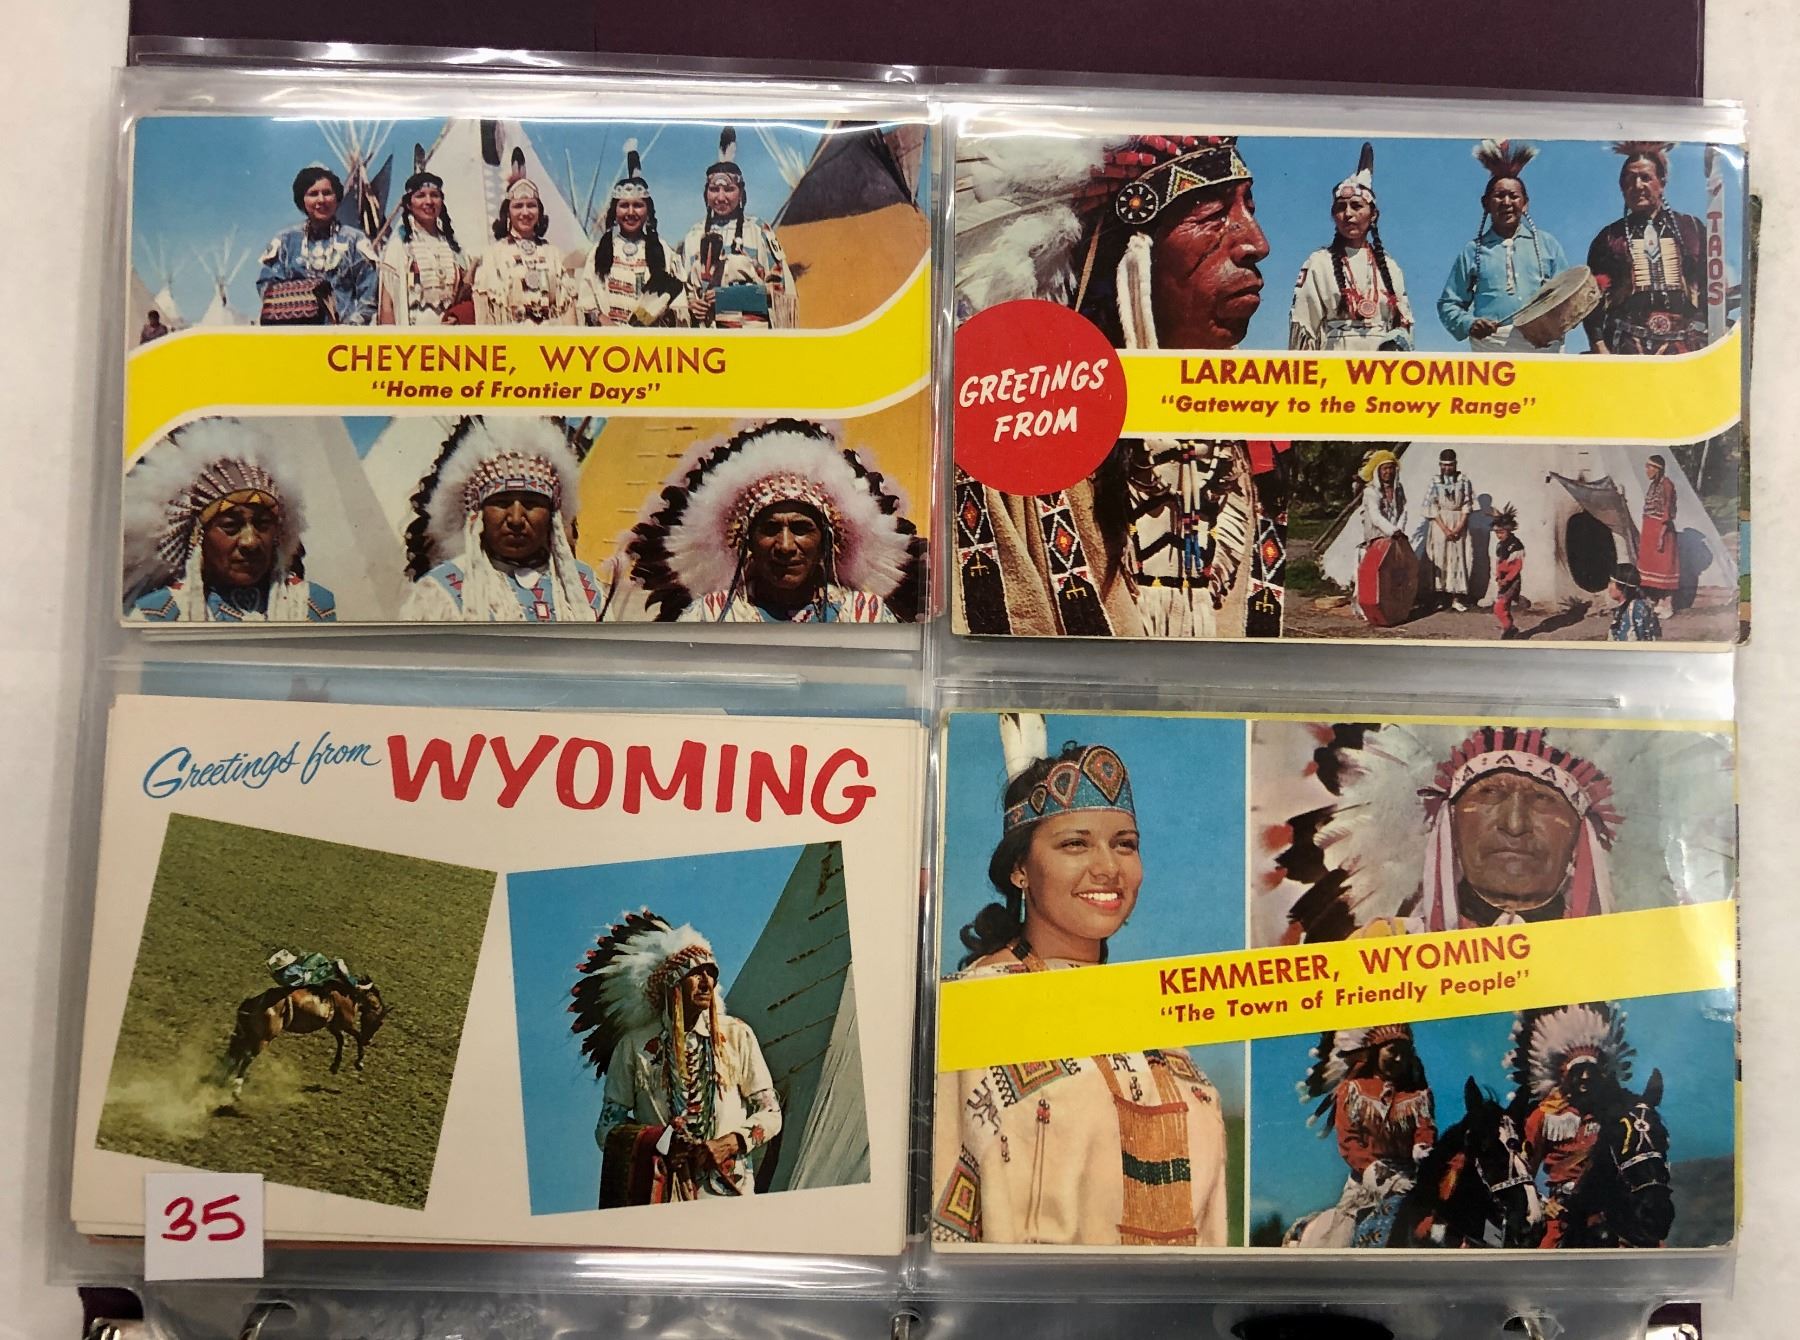 CHEYENNE, WYOMING
"Home of Frontier Days"
TAOS
GREETINGS
FROM
LARAMIE, WYOMING
"Gateway to the Snowy Range"
Greetings from WYOMING
35
KEMMERER, WYOMING
"The Town of Friendly People"